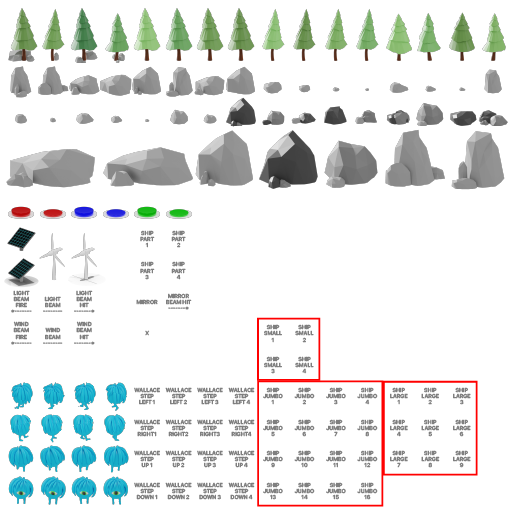 SHIP PART 1
SHIP PART 2
SHIP PART 3
SHIP PART 4
LIGHT BEAM FIRE
LIGHT BEAM
LIGHT BEAM HIT
MIRROR
MIRROR BEAM HIT
WIND BEAM FIRE
WIND BEAM
WIND BEAM HIT
X
SHIP SMALL 1
SHIP SMALL 2
SHIP SMALL 3
SHIP SMALL 4
WALLACE STEP LEFT 1
WALLACE STEP LEFT 2
WALLACE STEP LEFT 3
WALLACE STEP LEFT 4
SHIP JUMBO 1
SHIP JUMBO 2
SHIP JUMBO 3
SHIP JUMBO 4
SHIP LARGE 1
SHIP LARGE 2
SHIP LARGE 3
WALLACE STEP RIGHT1
WALLACE STEP RIGHT2
WALLACE STEP RIGHT3
WALLACE STEP RIGHT4
SHIP JUMBO 5
SHIP JUMBO 6
SHIP JUMBO 7
SHIP JUMBO 8
SHIP LARGE 4
SHIP LARGE 5
SHIP LARGE 6
WALLACE STEP UP 1
WALLACE STEP UP 2
WALLACE STEP UP 3
WALLACE STEP UP 4
SHIP JUMBO 9
SHIP JUMBO 10
SHIP JUMBO 11
SHIP JUMBO 12
SHIP LARGE 7
SHIP LARGE 8
SHIP LARGE 9
WALLACE STEP DOWN 1
WALLACE STEP DOWN 2
WALLACE STEP DOWN 3
WALLACE STEP DOWN 4
SHIP JUMBO 13
SHIP JUMBO 14
SHIP JUMBO 15
SHIP JUMBO 16